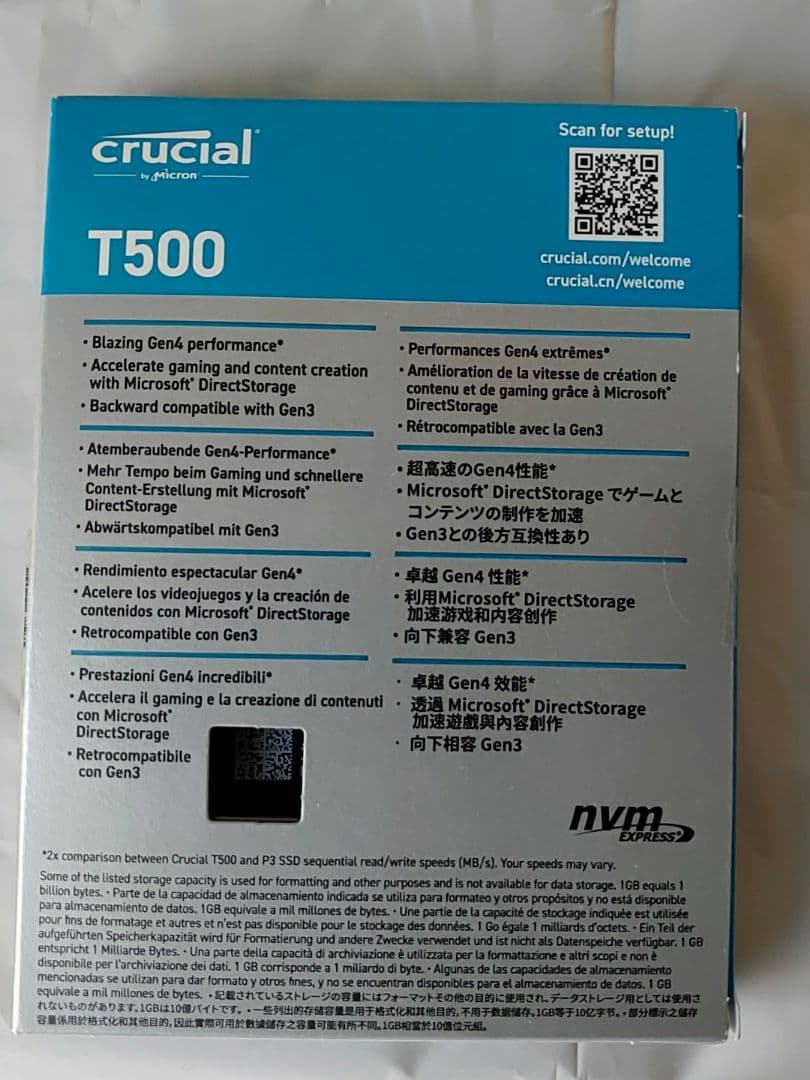 crucial
by Micron
T500
Scan for setup!
crucial.com/welcome
crucial.cn/welcome
• Blazing Gen4 performance*
• Accelerate gaming and content creation
with Microsoft® DirectStorage
• Backward compatible with Gen3
• Atemberaubende Gen4-Performance*
• Mehr Tempo beim Gaming und schnellere
Content-Erstellung mit Microsoft®
DirectStorage
• Abwärtskompatibel mit Gen3
• Rendimiento espectacular Gen4*
• Acelere los videojuegos y la creación de
contenidos con Microsoft® DirectStorage
• Retrocompatible con Gen3
• Prestazioni Gen4 incredibili*
• Accelera il gaming e la creazione di contenuti
con Microsoft®
DirectStorage
• Retrocompatibile
con Gen3
• Performances Gen4 extrêmes*
• Amélioration de la vitesse de création de
contenu et de gaming grâce à Microsoft®
DirectStorage
• Rétrocompatible avec la Gen3
• 超高速のGen4性能*
• Microsoft® DirectStorage でゲームと
コンテンツの制作を加速
• Gen3との後方互換性あり
• 卓越 Gen4 性能*
• 利用Microsoft® DirectStorage
加速游戏和内容创作
• 向下兼容 Gen3
• 卓越 Gen4 效能*
• 透過 Microsoft® DirectStorage
加速遊戲與內容創作
• 向下相容 Gen3
nvm
EXPRESS®
*2x comparison between Crucial T500 and P3 SSD sequential read/write speeds (MB/s). Your speeds may vary.
Some of the listed storage capacity is used for formatting and other purposes and is not available for data storage. 1GB equals 1
billion bytes. • Parte de la capacidad de almacenamiento indicada se utiliza para formateo y otros propósitos y no está disponible
para almacenamiento de datos. 1GB equivale a mil millones de bytes. • Une partie de la capacité de stockage indiquée est utilisée
pour fins de formatage et autres et n'est pas disponible pour le stockage des données. 1 Go égale 1 milliards d'octets. • Ein Teil der
aufgeführten Speicherkapazität wird für Formatierung und andere Zwecke verwendet und ist nicht als Datenspeiche verfügbar. 1 GB
entspricht 1 Milliarde Bytes. • Una parte della capacità di archiviazione è utilizzata per la formattazione e altri scopi e non è
disponibile per l'archiviazione dei dati. 1 GB corrisponde a 1 miliardo di byte. • Algunas de las capacidades de almacenamiento
mencionadas se utilizan para dar formato y otros fines, y no se encuentran disponibles para el almacenamiento de datos. 1 GB
equivale a mil millones de bytes. • 記載されているストレージの容量にはフォーマットその他の目的に使用され、データストレージ用としては使用さ
れないものがあります。1GBは10億バイトです。• 一些列出的存储容量是用于格式化和其他目的,不用于数据储存。1GB等于10亿字节。• 部分標示之儲存
容量係用於格式化和其他目的,因此實際可用於數據儲存之容量可能有所不同。1GB相當於10億位元組。